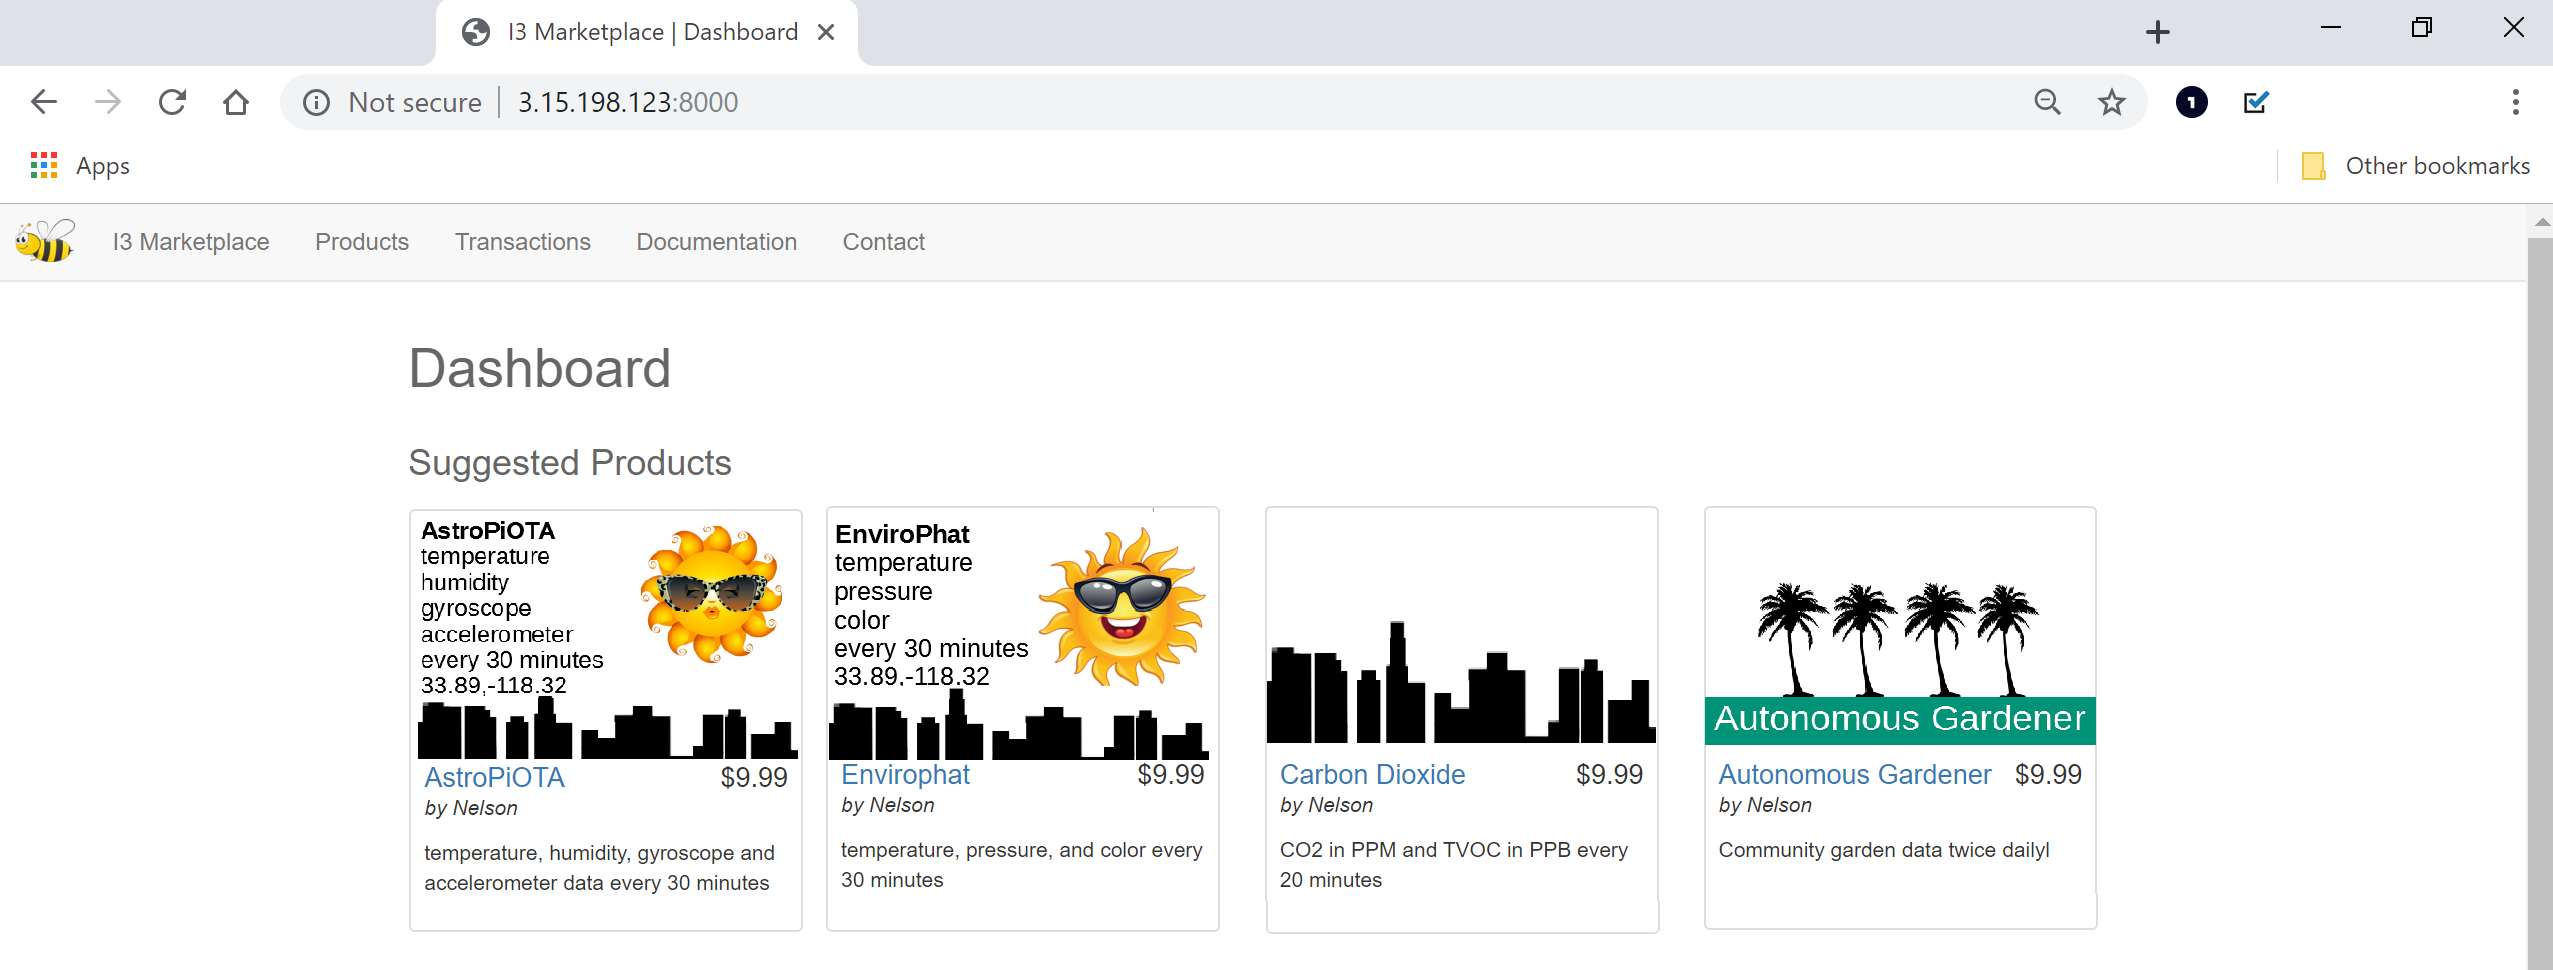 I3 Marketplace | Dashboard
Not secure | 3.15.198.123:8000
Apps
Other bookmarks
I3 Marketplace Products Transactions Documentation Contact
Dashboard
Suggested Products
AstroPiOTA
temperature
humidity
gyroscope
accelerometer
every 30 minutes
33.89,-118.32
AstroPiOTA $9.99
by Nelson
temperature, humidity, gyroscope and
accelerometer data every 30 minutes
EnviroPhat
temperature
pressure
color
every 30 minutes
33.89,-118.32
Envirophat $9.99
by Nelson
temperature, pressure, and color every
30 minutes
Carbon Dioxide $9.99
by Nelson
CO2 in PPM and TVOC in PPB every
20 minutes
Autonomous Gardener
Autonomous Gardener $9.99
by Nelson
Community garden data twice dailyl